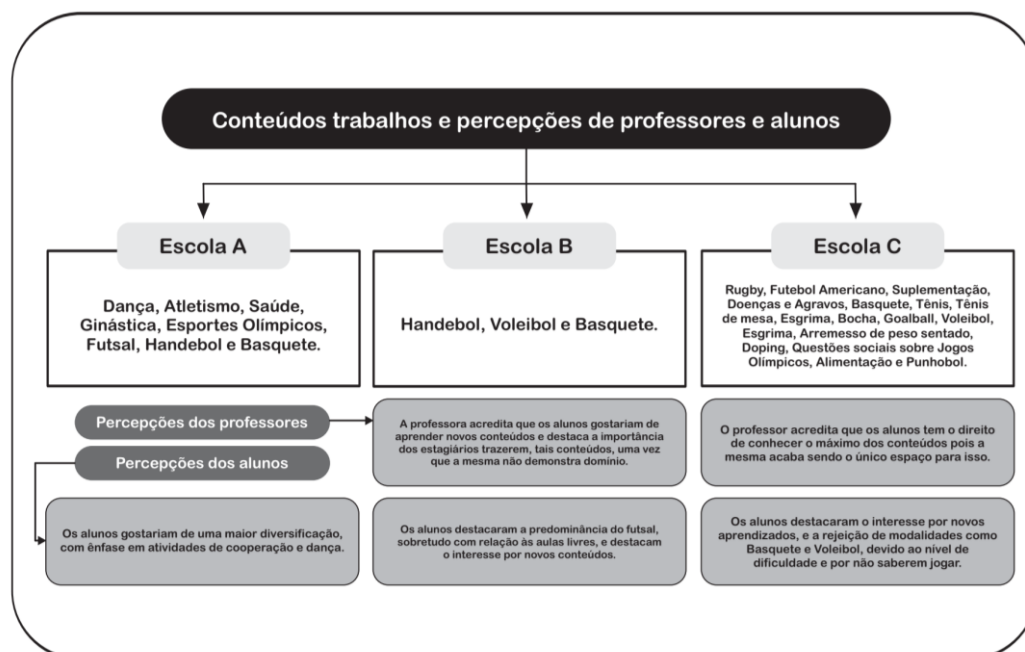 Conteúdos trabalhos e percepções de professores e alunos
Escola A
Dança, Atletismo, Saúde,
Ginástica, Esportes Olímpicos,
Futsal, Handebol e Basquete.
Escola B
Handebol, Voleibol e Basquete.
Escola C
Rugby, Futebol Americano, Suplementação,
Doenças e Agravos, Basquete, Tênis, Tênis
de mesa, Esgrima, Bocha, Goalball, Voleibol,
Esgrima, Arremesso de peso sentado,
Doping, Questões sociais sobre Jogos
Olímpicos, Alimentação e Punhobol.
Percepções dos professores
A professora acredita que os alunos gostariam de
aprender novos conteúdos e destaca a importância
dos estagiários trazerem, tais conteúdos, uma vez
que a mesma não demonstra domínio.
O professor acredita que os alunos tem o direito
de conhecer o máximo dos conteúdos pois a
mesma acaba sendo o único espaço para isso.
Percepções dos alunos
Os alunos gostariam de uma maior diversificação,
com ênfase em atividades de cooperação e dança.
Os alunos destacaram a predominância do futsal,
sobretudo com relação às aulas livres, e destacam
o interesse por novos conteúdos.
Os alunos destacaram o interesse por novos
aprendizados, e a rejeição de modalidades como
Basquete e Voleibol, devido ao nível de
dificuldade e por não saberem jogar.